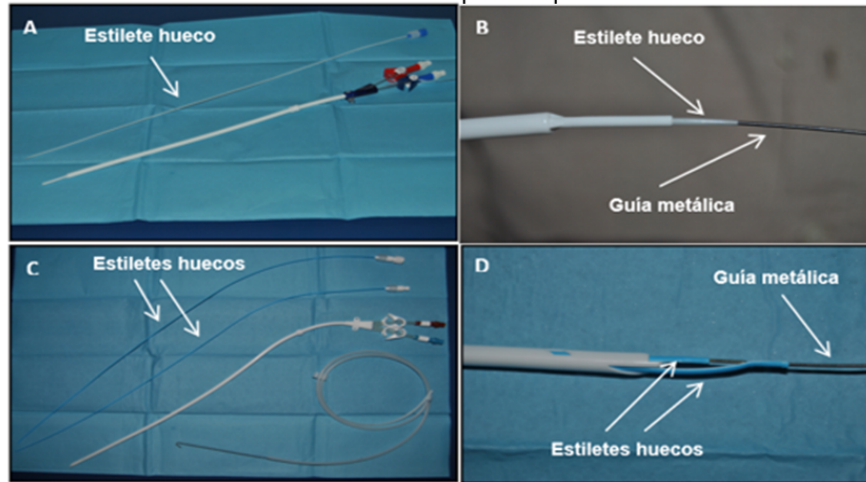 A
Estilete hueco
B
Estilete hueco
Guía metálica
C
Estiletes huecos
D
Guía metálica
Estiletes huecos